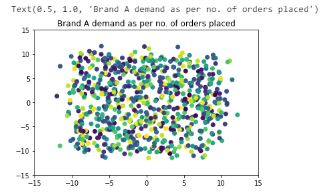 Text(0.5, 1.0, 'Brand A demand as per no. of orders placed')
Brand A demand as per no. of orders placed
15
10
5
0
−5
−10
−15
−15 −10 −5 0 5 10 15